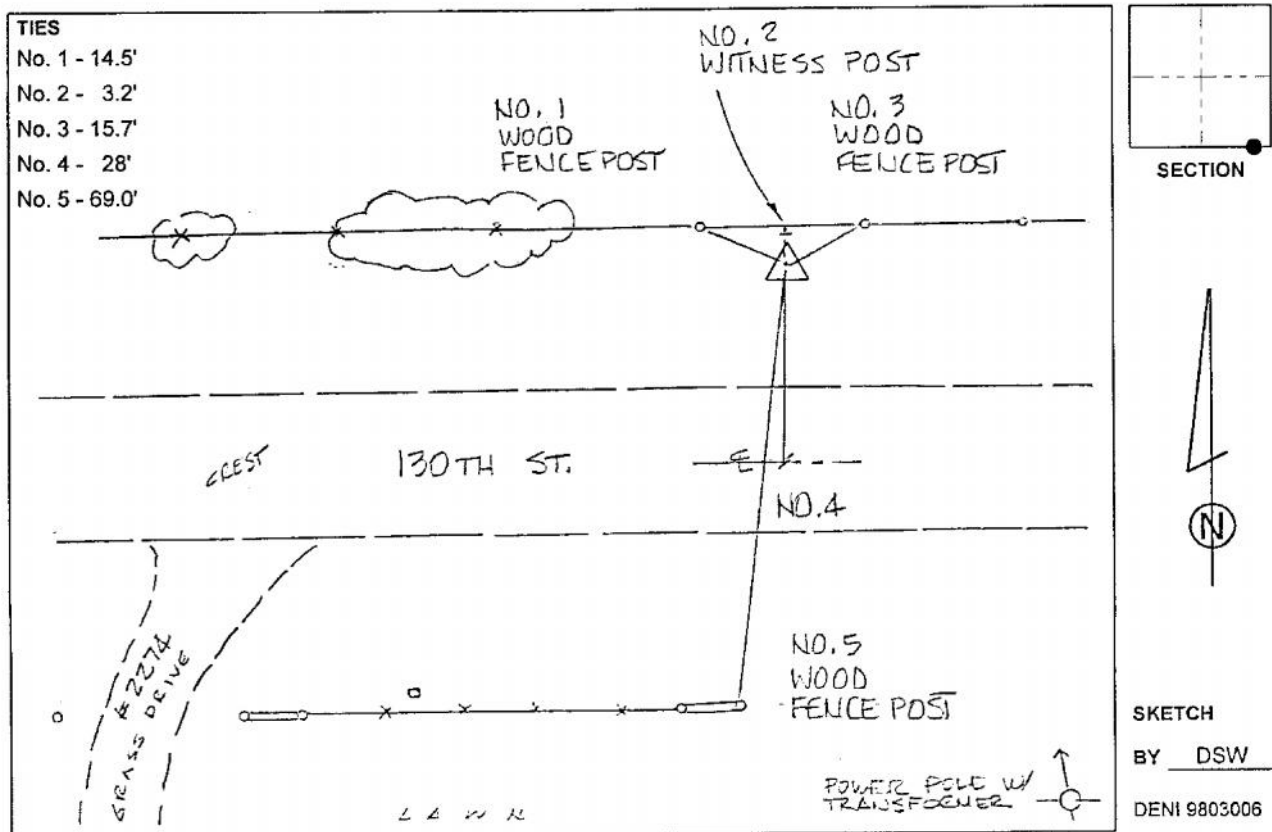 TIES
No. 1 - 14.5'
No. 2 - 3.2'
No. 3 - 15.7'
No. 4 - 28'
No. 5 - 69.0'
NO. 2
WITNESS POST
NO. 1
WOOD
FENCE POST
NO. 3
WOOD
FENCE POST
SECTION
CREST
130TH ST.
℄
NO.4
N
#2274
GRASS DRIVE
NO.5
WOOD
FENCE POST
LAWN
POWER POLE W/
TRANSFORMER
SKETCH
BY DSW
DENI 9803006